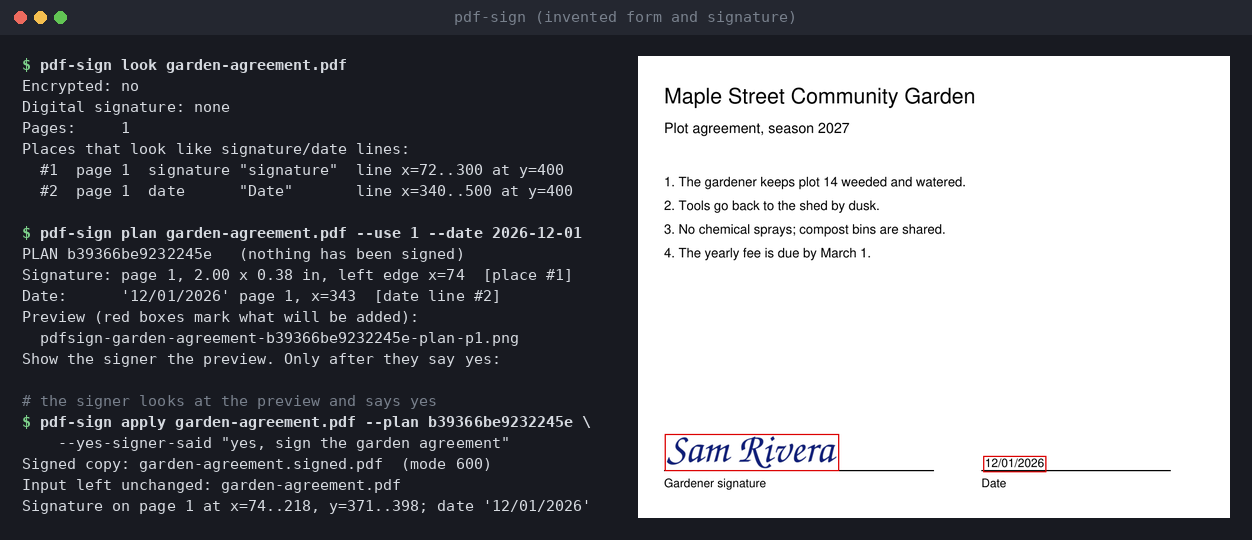 pdf-sign (invented form and signature)
$ pdf-sign look garden-agreement.pdf
Encrypted: no
Digital signature: none
Pages:     1
Places that look like signature/date lines:
  #1  page 1  signature "signature"  line x=72..300 at y=400
  #2  page 1  date      "Date"       line x=340..500 at y=400
$ pdf-sign plan garden-agreement.pdf --use 1 --date 2026-12-01
PLAN b39366be9232245e   (nothing has been signed)
Signature: page 1, 2.00 x 0.38 in, left edge x=74  [place #1]
Date:      '12/01/2026' page 1, x=343  [date line #2]
Preview (red boxes mark what will be added):
  pdfsign-garden-agreement-b39366be9232245e-plan-p1.png
Show the signer the preview. Only after they say yes:
# the signer looks at the preview and says yes
$ pdf-sign apply garden-agreement.pdf --plan b39366be9232245e \
    --yes-signer-said "yes, sign the garden agreement"
Signed copy: garden-agreement.signed.pdf  (mode 600)
Input left unchanged: garden-agreement.pdf
Signature on page 1 at x=74..218, y=371..398; date '12/01/2026'
Maple Street Community Garden
Plot agreement, season 2027
1. The gardener keeps plot 14 weeded and watered.
2. Tools go back to the shed by dusk.
3. No chemical sprays; compost bins are shared.
4. The yearly fee is due by March 1.
Sam Rivera
12/01/2026
Gardener signature
Date